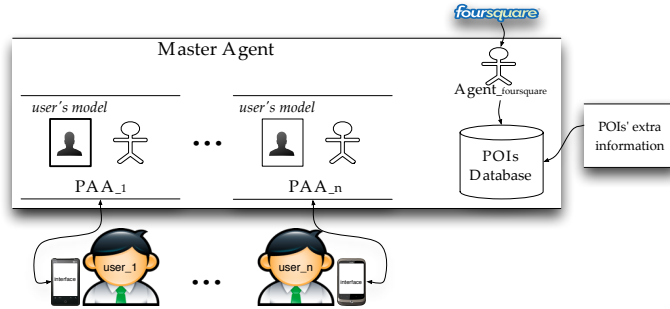 foursquare
Master Agent
user's model
user's model
Agent_foursquare
...
PAA_1
PAA_n
POIs
Database
POIs' extra
information
interface
user_1
...
user_n
interface